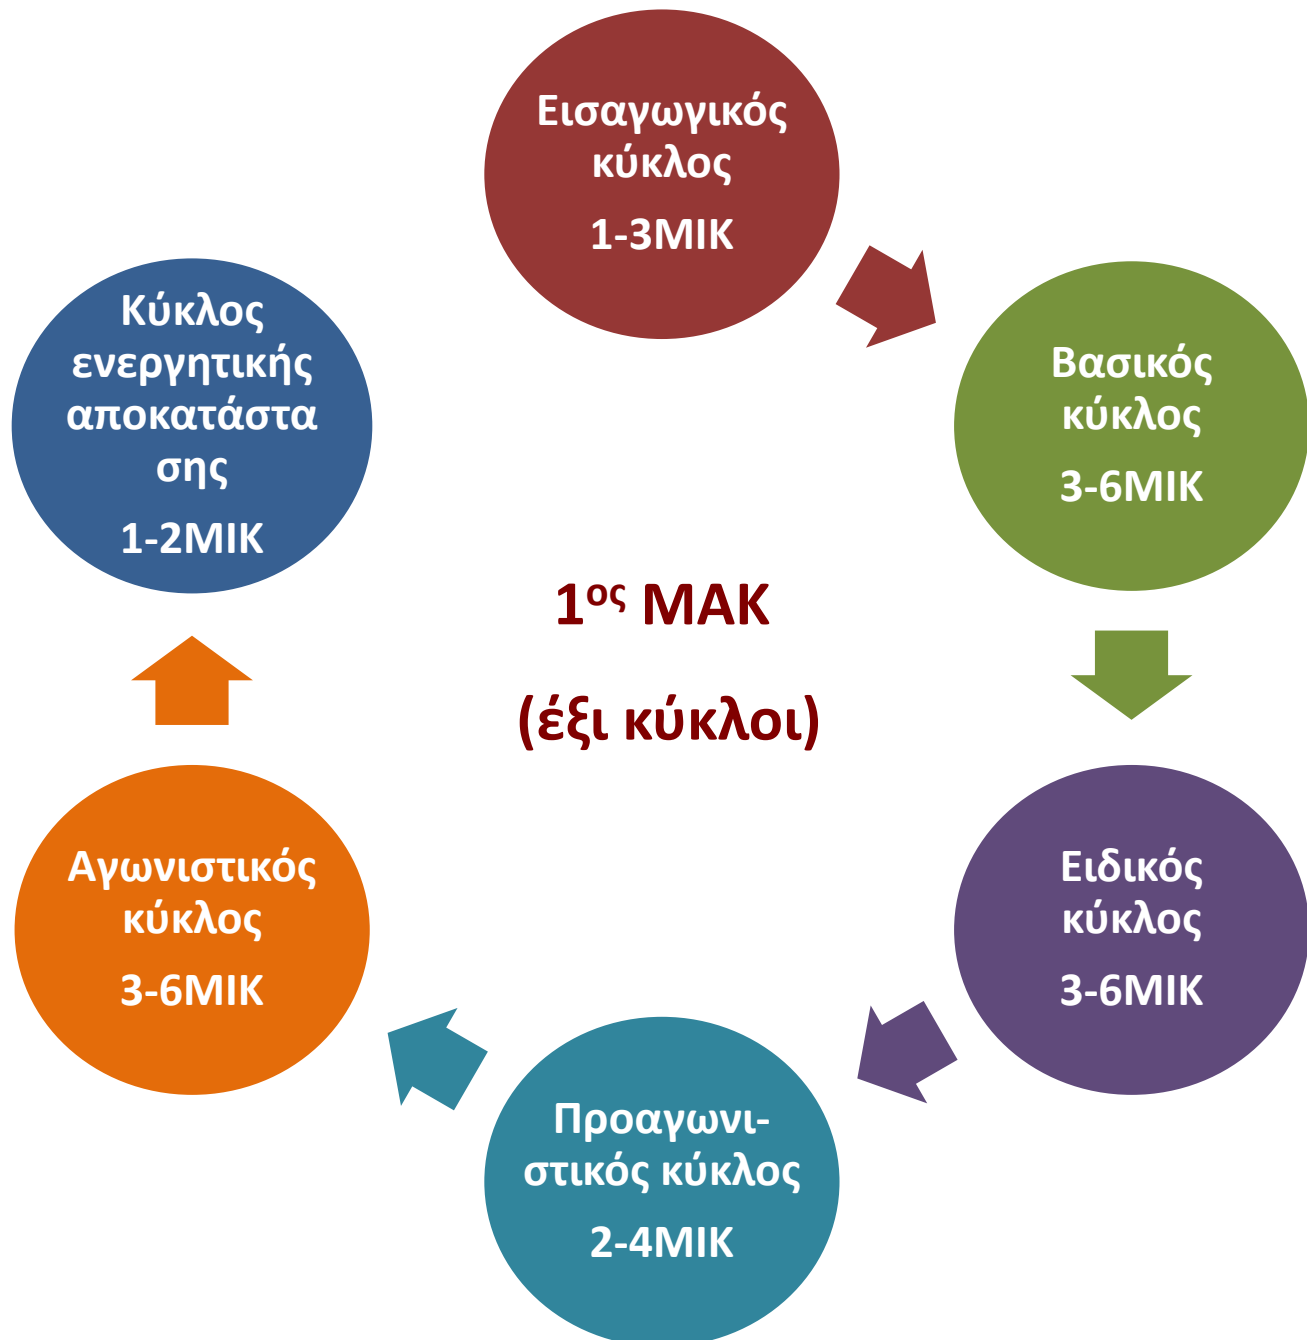 Εισαγωγικός
κύκλος
1-3ΜΙΚ
Βασικός
κύκλος
3-6ΜΙΚ
Ειδικός
κύκλος
3-6ΜΙΚ
Προαγωνι-
στικός κύκλος
2-4ΜΙΚ
Αγωνιστικός
κύκλος
3-6ΜΙΚ
Κύκλος
ενεργητικής
αποκατάστα
σης
1-2ΜΙΚ
1ος ΜΑΚ
(έξι κύκλοι)